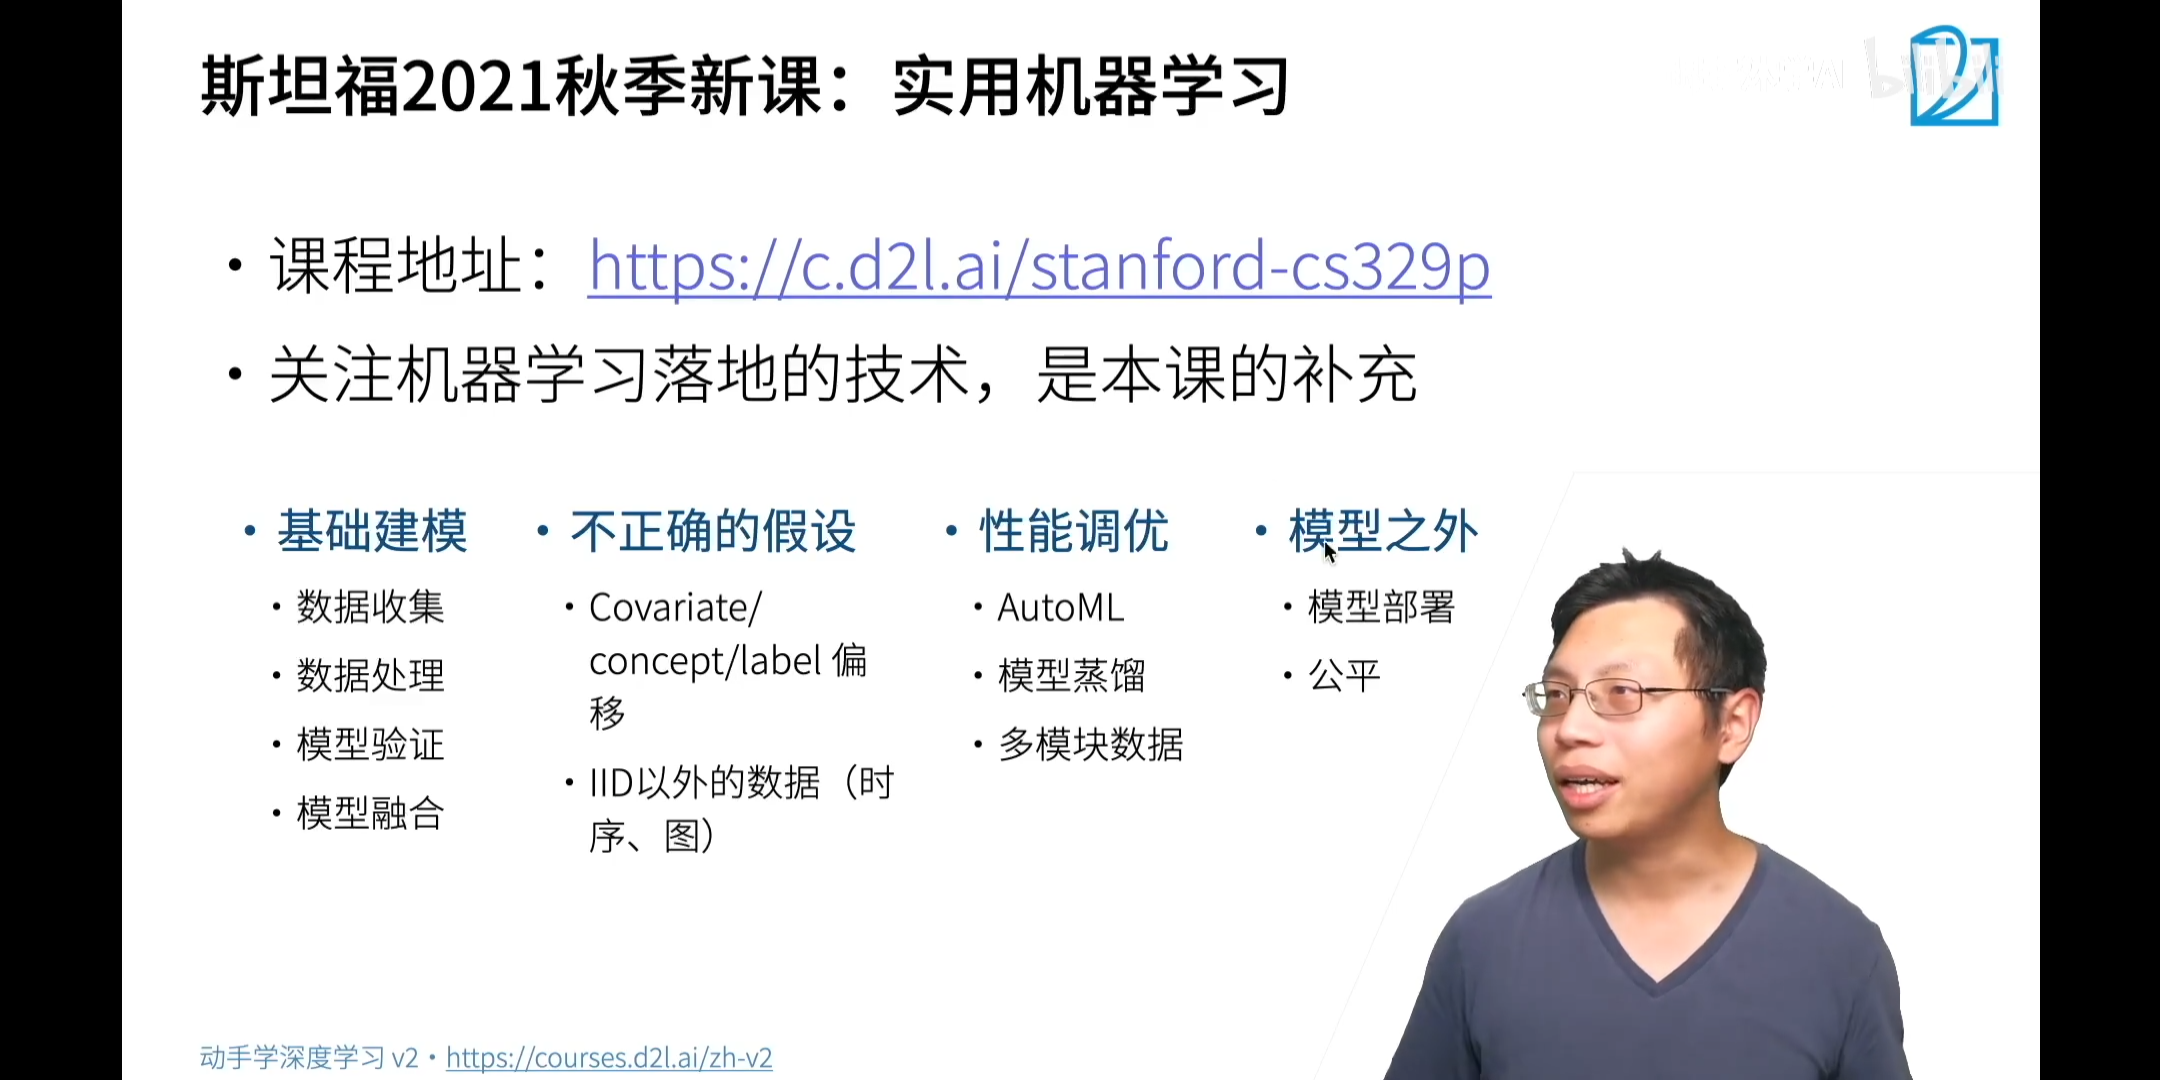 斯坦福2021秋季新课：实用机器学习
bilibili
• 课程地址：https://c.d2l.ai/stanford-cs329p
• 关注机器学习落地的技术，是本课的补充
• 基础建模
• 数据收集
• 数据处理
• 模型验证
• 模型融合
• 不正确的假设
• Covariate/
concept/label 偏
移
• IID以外的数据（时
序、图）
• 性能调优
• AutoML
• 模型蒸馏
• 多模块数据
• 模型之外
• 模型部署
• 公平
动手学深度学习 v2 • https://courses.d2l.ai/zh-v2